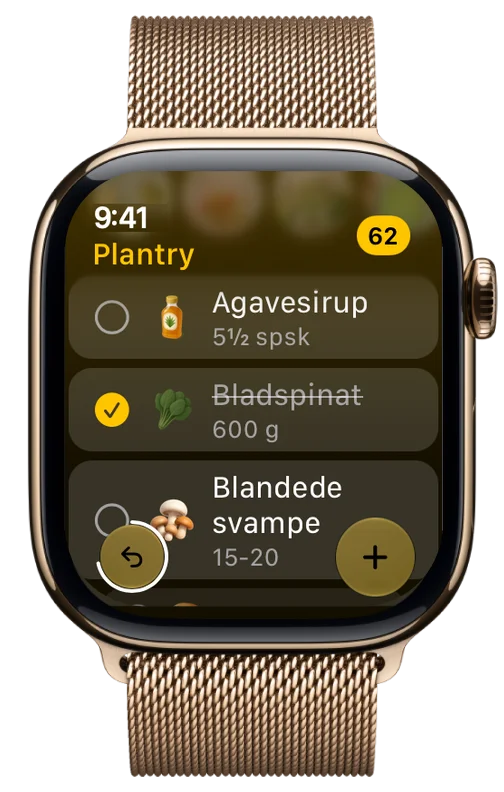 9:41
62
Plantry
Agavesirup
5½ spsk
Bladspinat
600 g
Blandede
svampe
15-20